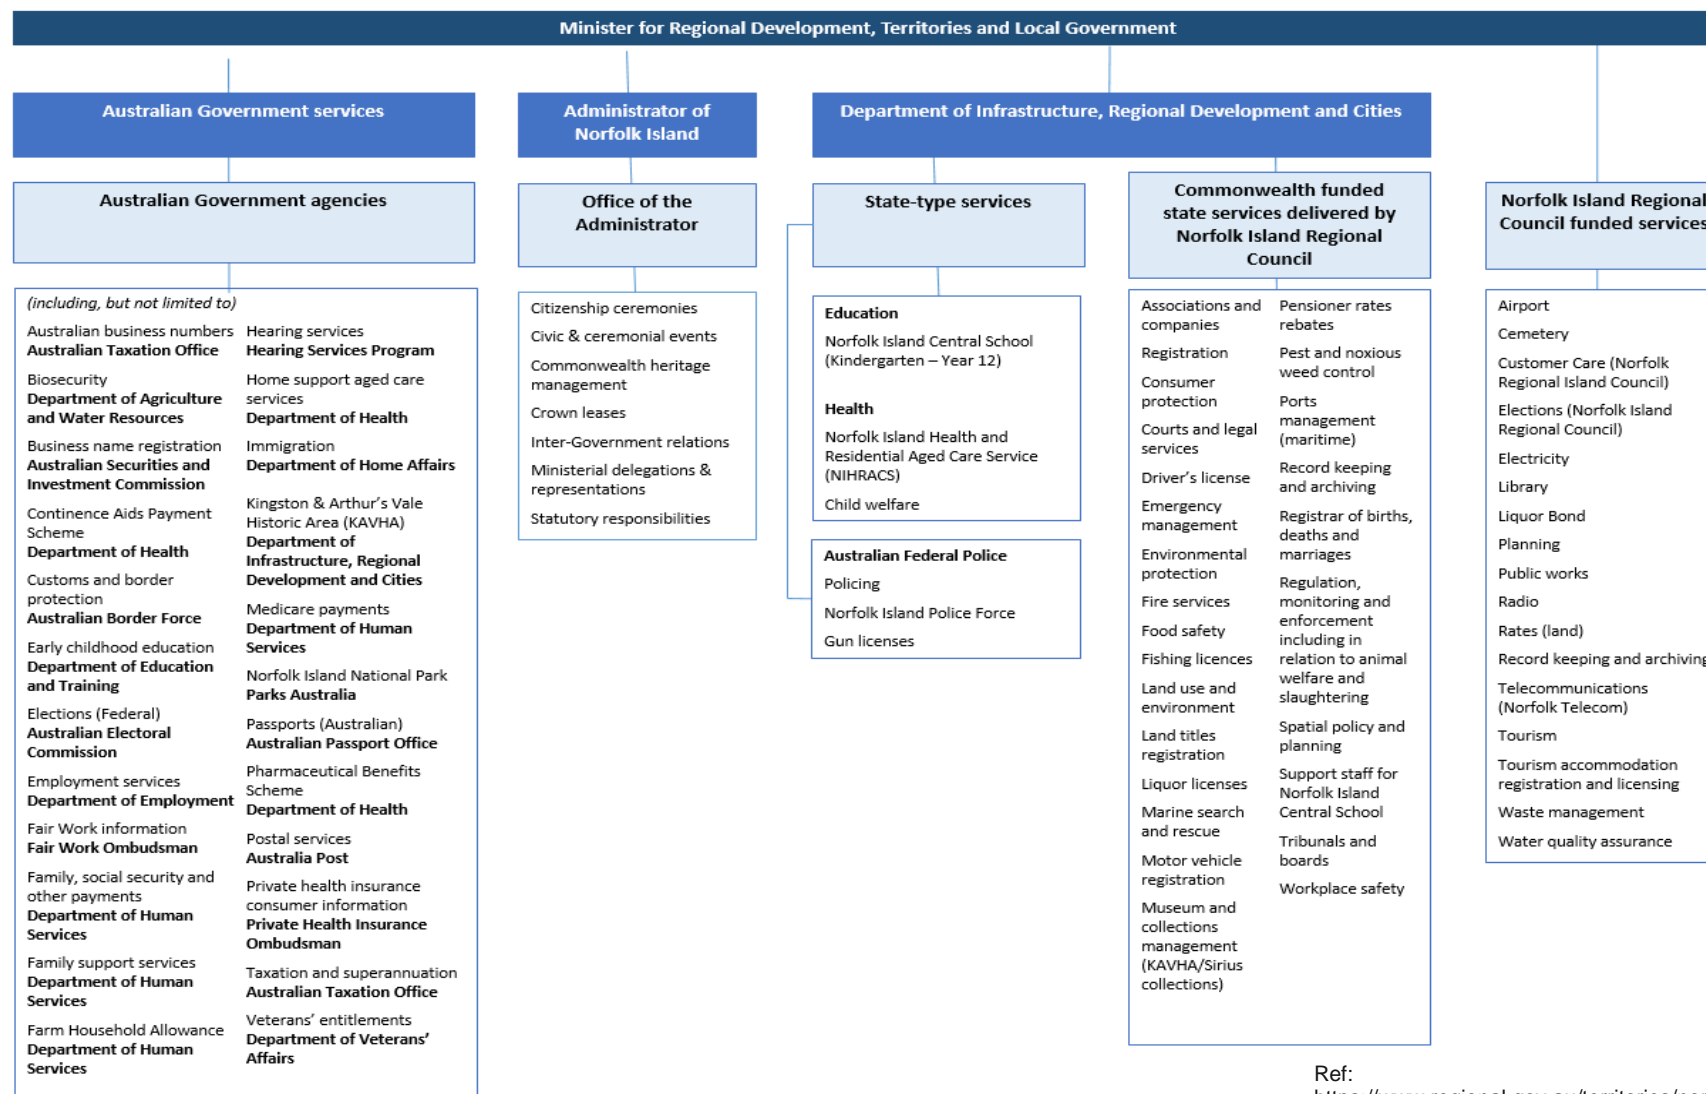 Minister for Regional Development, Territories and Local Government
Australian Government services
Australian Government agencies
(including, but not limited to)
Australian business numbers
Australian Taxation Office
Biosecurity
Department of Agriculture
and Water Resources
Business name registration
Australian Securities and
Investment Commission
Continence Aids Payment
Scheme
Department of Health
Customs and border
protection
Australian Border Force
Early childhood education
Department of Education
and Training
Elections (Federal)
Australian Electoral
Commission
Employment services
Department of Employment
Fair Work information
Fair Work Ombudsman
Family, social security and
other payments
Department of Human
Services
Family support services
Department of Human
Services
Farm Household Allowance
Department of Human
Services
Hearing services
Hearing Services Program
Home support aged care
services
Department of Health
Immigration
Department of Home Affairs
Kingston & Arthur's Vale
Historic Area (KAVHA)
Department of
Infrastructure, Regional
Development and Cities
Medicare payments
Department of Human
Services
Norfolk Island National Park
Parks Australia
Passports (Australian)
Australian Passport Office
Pharmaceutical Benefits
Scheme
Department of Health
Postal services
Australia Post
Private health insurance
consumer information
Private Health Insurance
Ombudsman
Taxation and superannuation
Australian Taxation Office
Veterans' entitlements
Department of Veterans'
Affairs
Administrator of
Norfolk Island
Office of the
Administrator
Citizenship ceremonies
Civic & ceremonial events
Commonwealth heritage
management
Crown leases
Inter-Government relations
Ministerial delegations &
representations
Statutory responsibilities
Department of Infrastructure, Regional Development and Cities
State-type services
Education
Norfolk Island Central School
(Kindergarten – Year 12)
Health
Norfolk Island Health and
Residential Aged Care Service
(NIHRACS)
Child welfare
Australian Federal Police
Policing
Norfolk Island Police Force
Gun licenses
Commonwealth funded
state services delivered by
Norfolk Island Regional
Council
Associations and
companies
Registration
Consumer
protection
Courts and legal
services
Driver's license
Emergency
management
Environmental
protection
Fire services
Food safety
Fishing licences
Land use and
environment
Land titles
registration
Liquor licenses
Marine search
and rescue
Motor vehicle
registration
Museum and
collections
management
(KAVHA/Sirius
collections)
Pensioner rates
rebates
Pest and noxious
weed control
Ports
management
(maritime)
Record keeping
and archiving
Registrar of births,
deaths and
marriages
Regulation,
monitoring and
enforcement
including in
relation to animal
welfare and
slaughtering
Spatial policy and
planning
Support staff for
Norfolk Island
Central School
Tribunals and
boards
Workplace safety
Norfolk Island Regional
Council funded services
Airport
Cemetery
Customer Care (Norfolk
Regional Island Council)
Elections (Norfolk Island
Regional Council)
Electricity
Library
Liquor Bond
Planning
Public works
Radio
Rates (land)
Record keeping and archiving
Telecommunications
(Norfolk Telecom)
Tourism
Tourism accommodation
registration and licensing
Waste management
Water quality assurance
Ref: